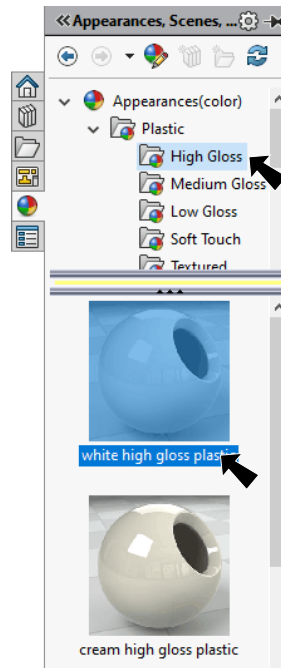 Appearances, Scenes, ...
Appearances(color)
Plastic
High Gloss
Medium Gloss
Low Gloss
Soft Touch
Textured
white high gloss plastic
cream high gloss plastic